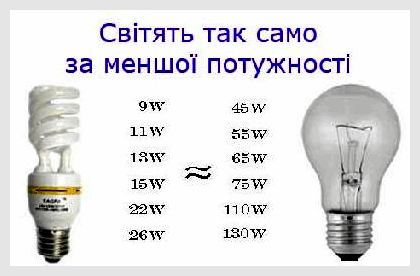 Світять так само
за меншої потужності
9W 45W
11W 55W
13W 65W
15W ≈ 75W
22W 110W
26W 130W